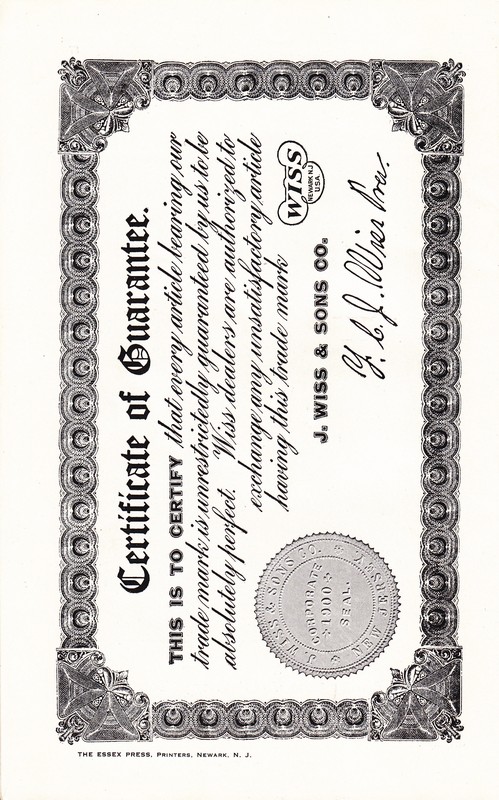 Certificate of Guarantee.
THIS IS TO CERTIFY that every article bearing our
trade mark is unrestrictedly guaranteed by us to be
absolutely perfect. Wiss dealers are authorized to
exchange any unsatisfactory article
having this trade mark
WISS
NEWARK N.J.
U.S.A.
J. WISS & SONS CO.
J. WISS & SONS CO.
NEW JERSEY
CORPORATE
1900
SEAL.
THE ESSEX PRESS, PRINTERS, NEWARK, N. J.